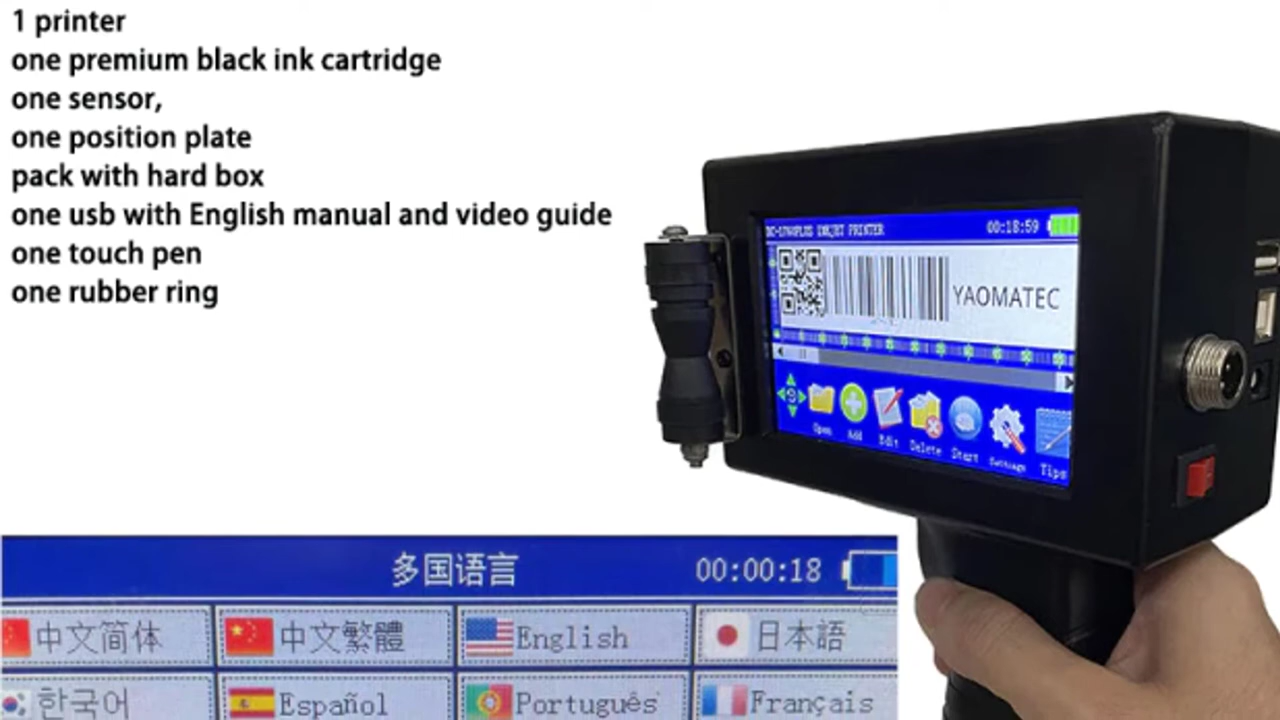 1 printer
one premium black ink cartridge
one sensor,
one position plate
pack with hard box
one usb with English manual and video guide
one touch pen
one rubber ring
INKJET PRINTER 00:18:59
YAOMATEC
Open Add Edit Delete Start Settings Tips
多国语言 00:00:18
中文简体 中文繁體 English 日本語
한국어 Español Português Français